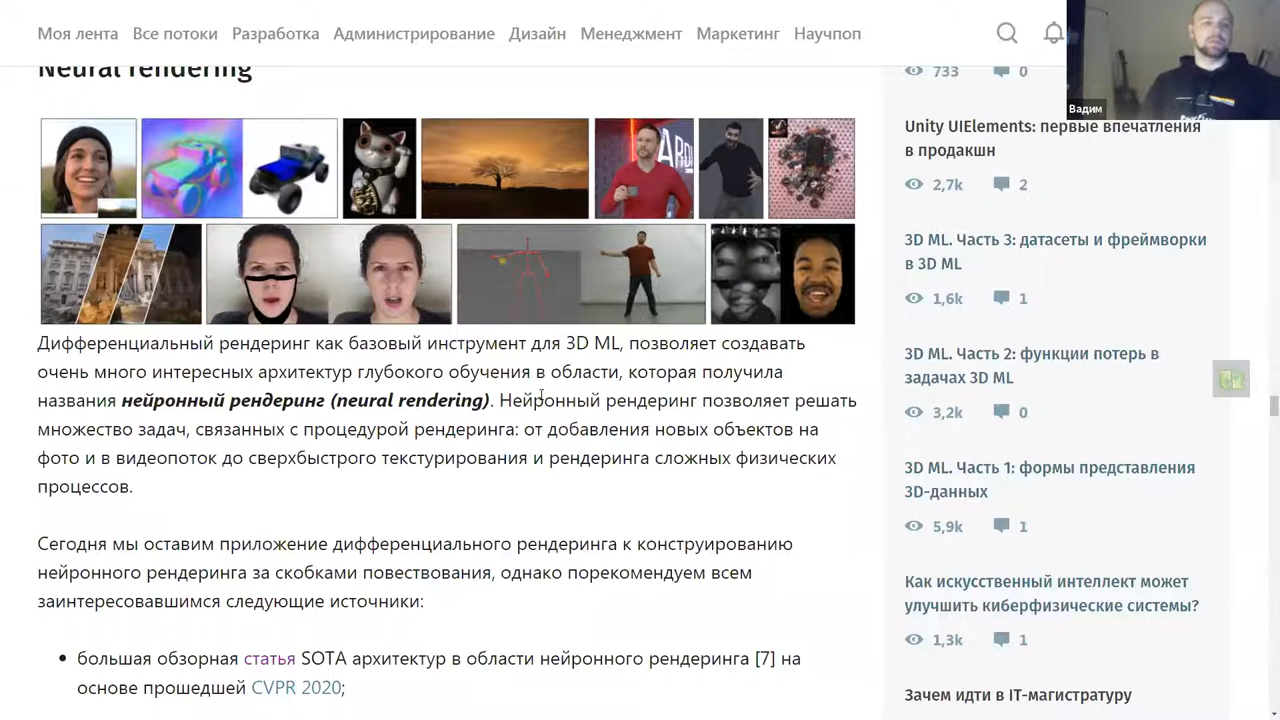 Моя лента Все потоки Разработка Администрирование Дизайн Менеджмент Маркетинг Научпоп
Вадим
Neural rendering
Дифференциальный рендеринг как базовый инструмент для 3D ML, позволяет создавать
очень много интересных архитектур глубокого обучения в области, которая получила
названия нейронный рендеринг (neural rendering). Нейронный рендеринг позволяет решать
множество задач, связанных с процедурой рендеринга: от добавления новых объектов на
фото и в видеопоток до сверхбыстрого текстурирования и рендеринга сложных физических
процессов.
Сегодня мы оставим приложение дифференциального рендеринга к конструированию
нейронного рендеринга за скобками повествования, однако порекомендуем всем
заинтересовавшимся следующие источники:
• большая обзорная статья SOTA архитектур в области нейронного рендеринга [7] на
основе прошедшей CVPR 2020;
733 0
Unity UIElements: первые впечатления
в продакшн
2,7k 2
3D ML. Часть 3: датасеты и фреймворки
в 3D ML
1,6k 1
3D ML. Часть 2: функции потерь в
задачах 3D ML
3,2k 0
3D ML. Часть 1: формы представления
3D-данных
5,9k 1
Как искусственный интеллект может
улучшить киберфизические системы?
1,3k 1
Зачем идти в IT-магистратуру